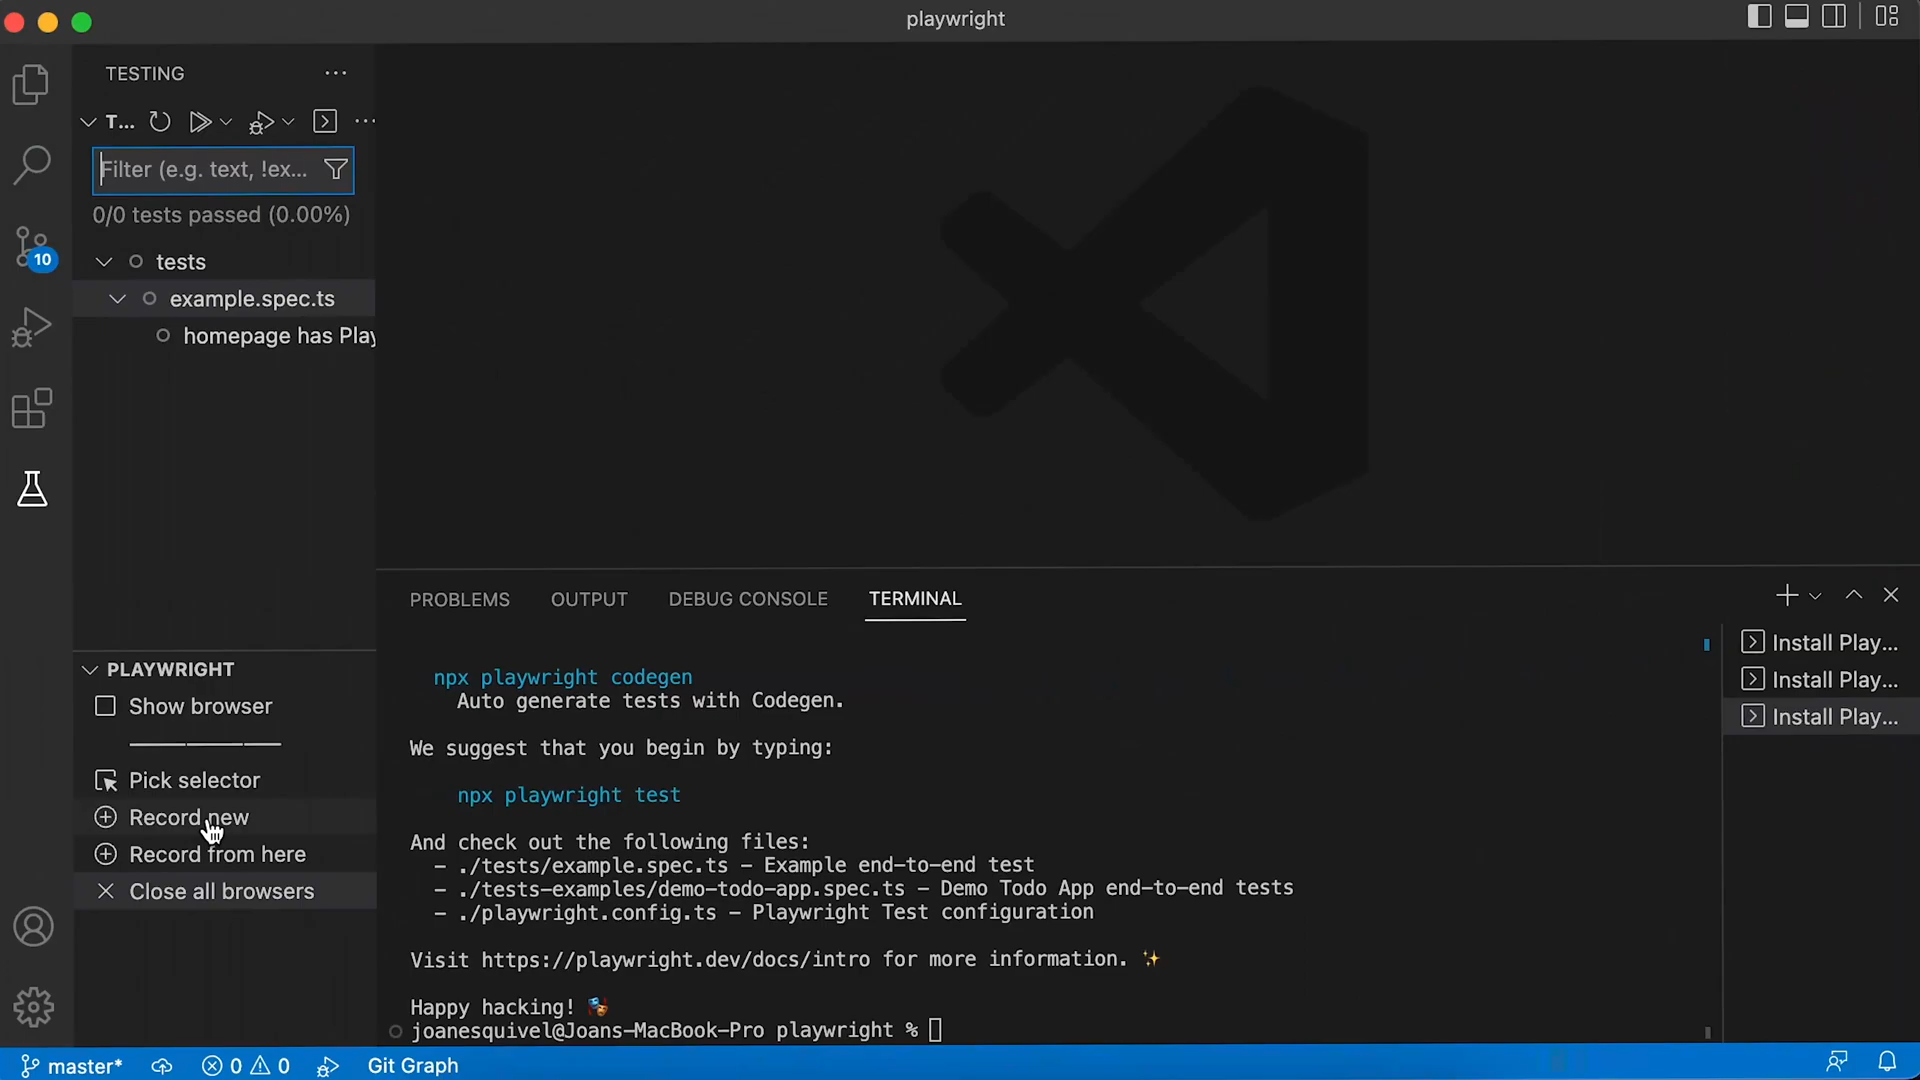 playwright
TESTING
T...
Filter (e.g. text, !ex...
0/0 tests passed (0.00%)
10
tests
example.spec.ts
homepage has Play
PLAYWRIGHT
Show browser
Pick selector
Record new
Record from here
Close all browsers
PROBLEMS OUTPUT DEBUG CONSOLE TERMINAL
npx playwright codegen
Auto generate tests with Codegen.
We suggest that you begin by typing:
npx playwright test
And check out the following files:
- ./tests/example.spec.ts - Example end-to-end test
- ./tests-examples/demo-todo-app.spec.ts - Demo Todo App end-to-end tests
- ./playwright.config.ts - Playwright Test configuration
Visit https://playwright.dev/docs/intro for more information. ✨
Happy hacking! 🎭
joanesquivel@Joans-MacBook-Pro playwright %
Install Play...
Install Play...
Install Play...
master* 0 0 Git Graph